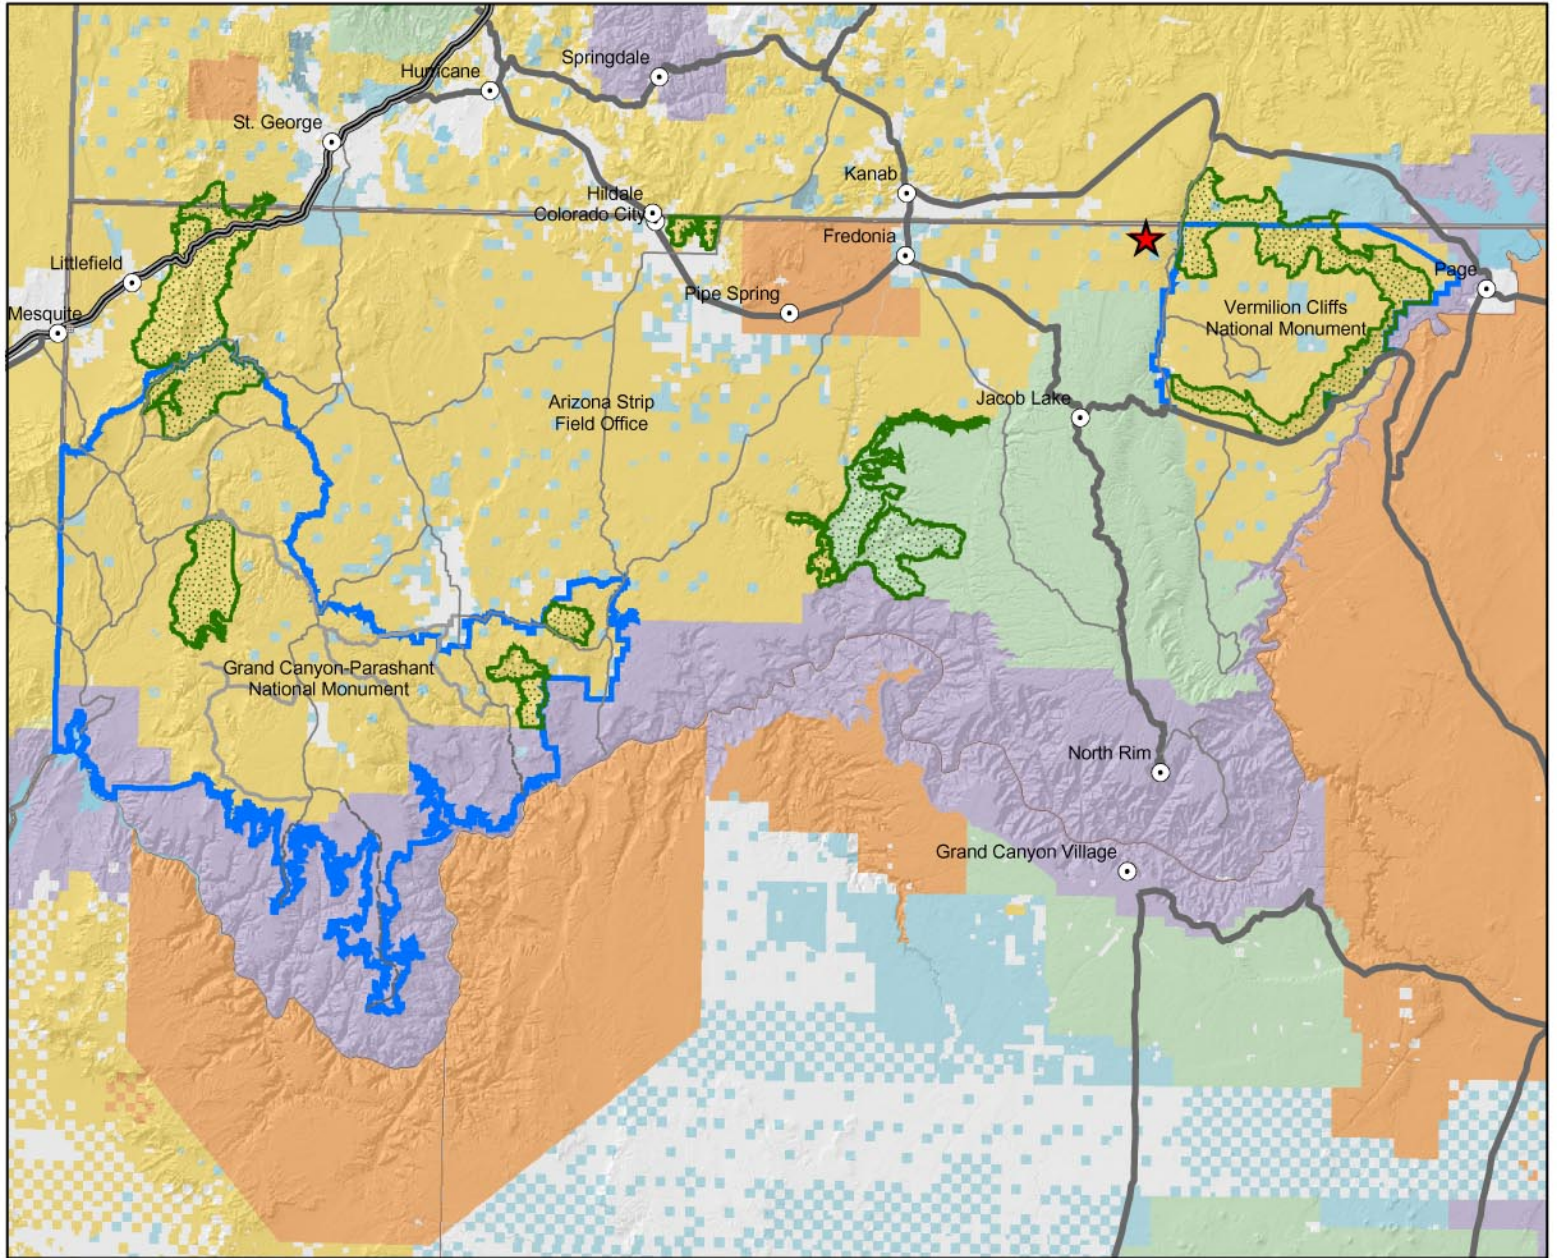 Springdale
Hurricane
St. George
Kanab
Hildale
Colorado City
Fredonia
Littlefield
Page
Pipe Spring
Mesquite
Vermilion Cliffs
National Monument
Jacob Lake
Arizona Strip
Field Office
Grand Canyon-Parashant
National Monument
North Rim
Grand Canyon Village